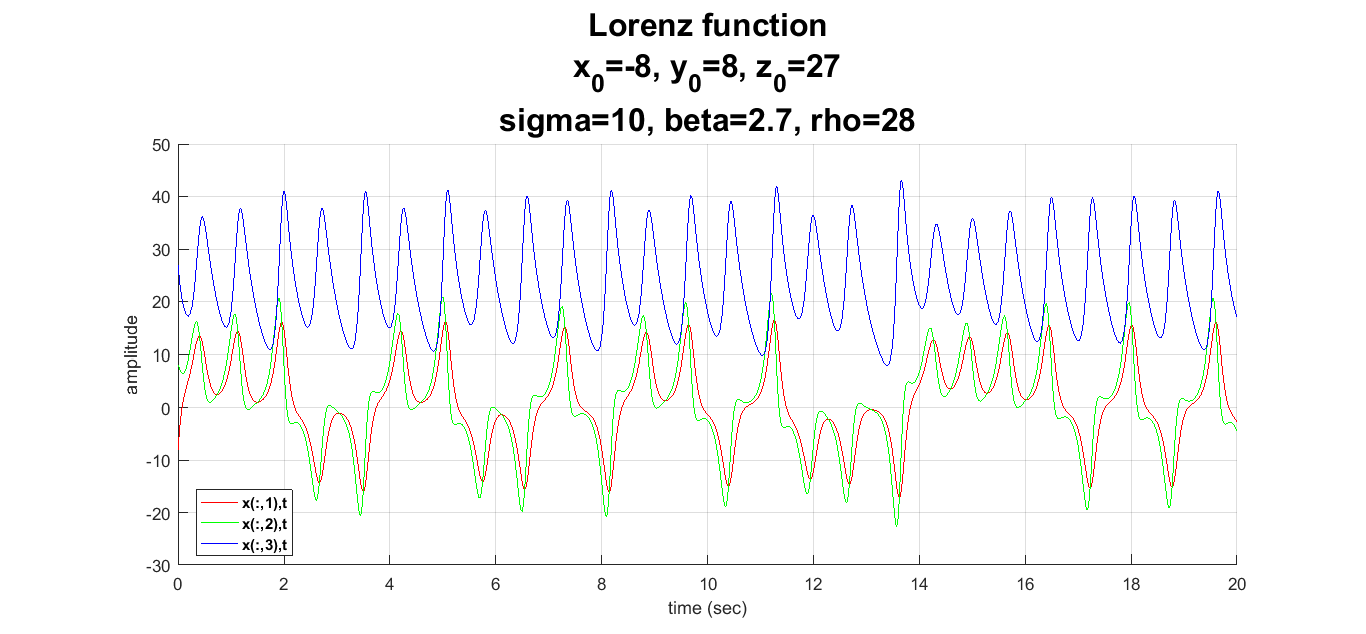 Lorenz function
x0=-8, y0=8, z0=27
sigma=10, beta=2.7, rho=28
50
40
30
20
10
0
-10
-20
-30
amplitude
x(:,1),t
x(:,2),t
x(:,3),t
0 2 4 6 8 10 12 14 16 18 20
time (sec)